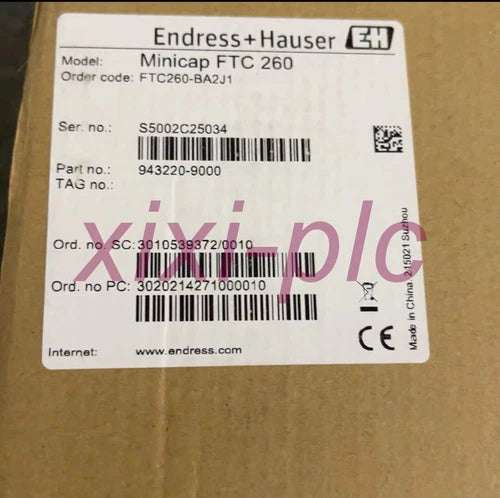 Endress+Hauser EH
Model: Minicap FTC 260
Order code: FTC260-BA2J1
Ser. no.: S5002C25034
Part no.: 943220-9000
TAG no.:
xixi-plc
Ord. no. SC: 3010539372/0010
Ord. no PC: 3020214271000010
Internet: www.endress.com
Made in China, 215021 Suzhou
CE